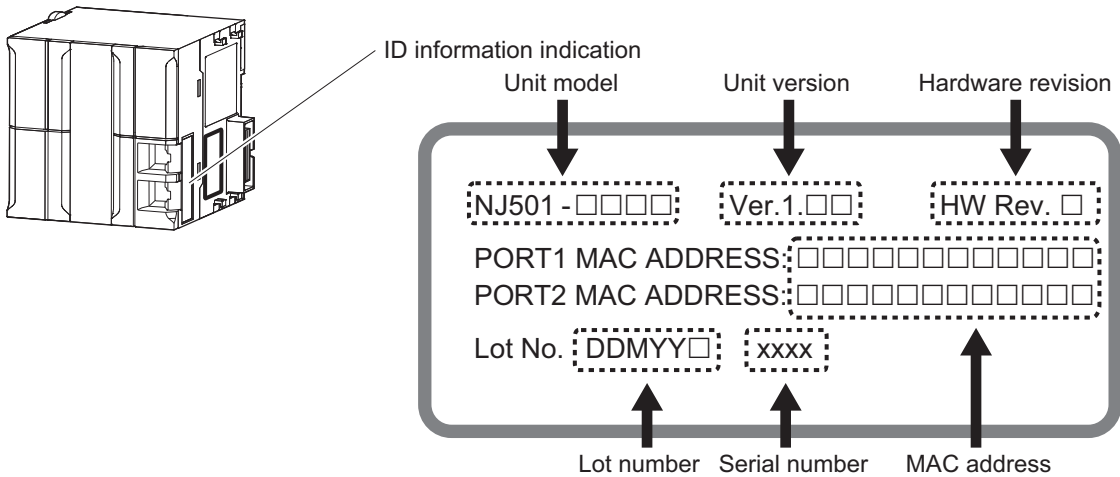 ID information indication
Unit model Unit version Hardware revision
NJ501 - □□□□ Ver.1.□□ HW Rev. □
PORT1 MAC ADDRESS: □□□□□□□□□□□□
PORT2 MAC ADDRESS: □□□□□□□□□□□□
Lot No. DDMYY□ xxxx
Lot number Serial number MAC address